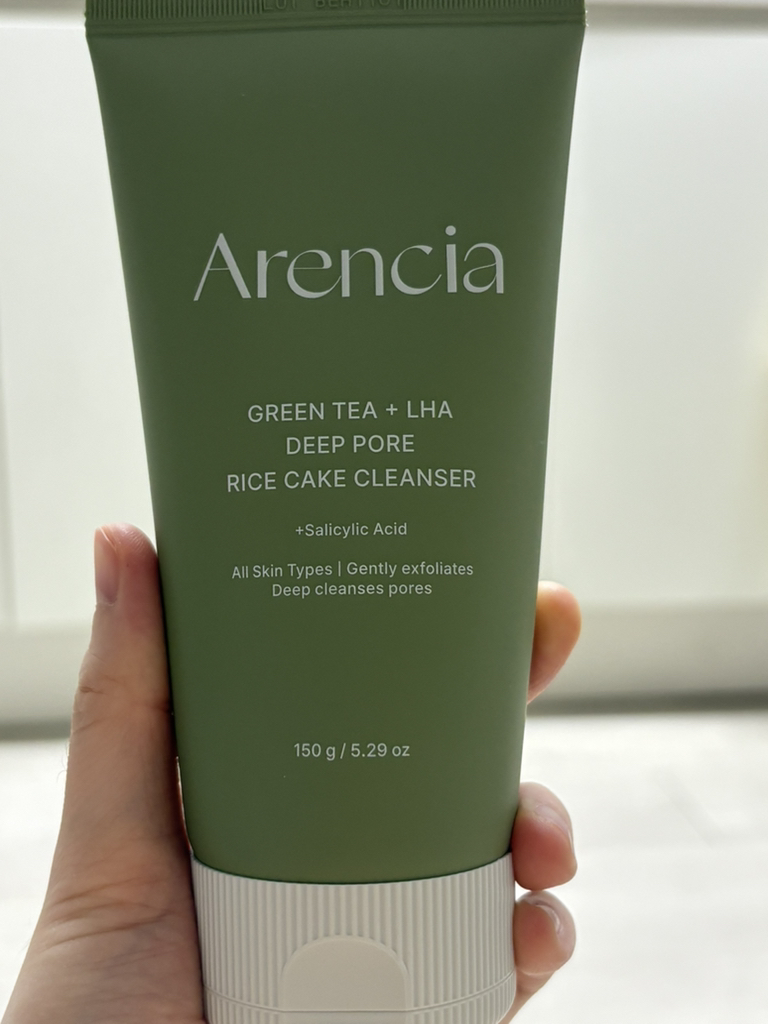 Arencia
GREEN TEA + LHA
DEEP PORE
RICE CAKE CLEANSER
+Salicylic Acid
All Skin Types | Gently exfoliates
Deep cleanses pores
150 g / 5.29 oz